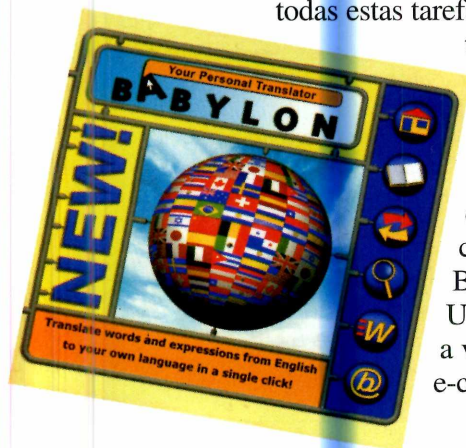 todas estas taref
Your Personal Translator
BABYLON
NEW!
c
B
U
W
a v
e-c
@
Translate words and expressions from English
to your own language in a single click!